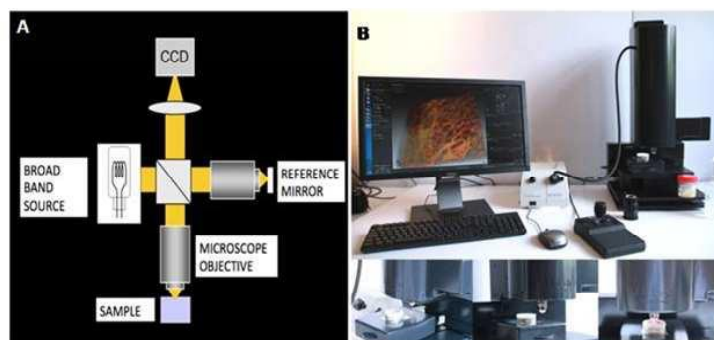 A
CCD
BROAD
BAND
SOURCE
REFERENCE
MIRROR
MICROSCOPE
OBJECTIVE
SAMPLE
B